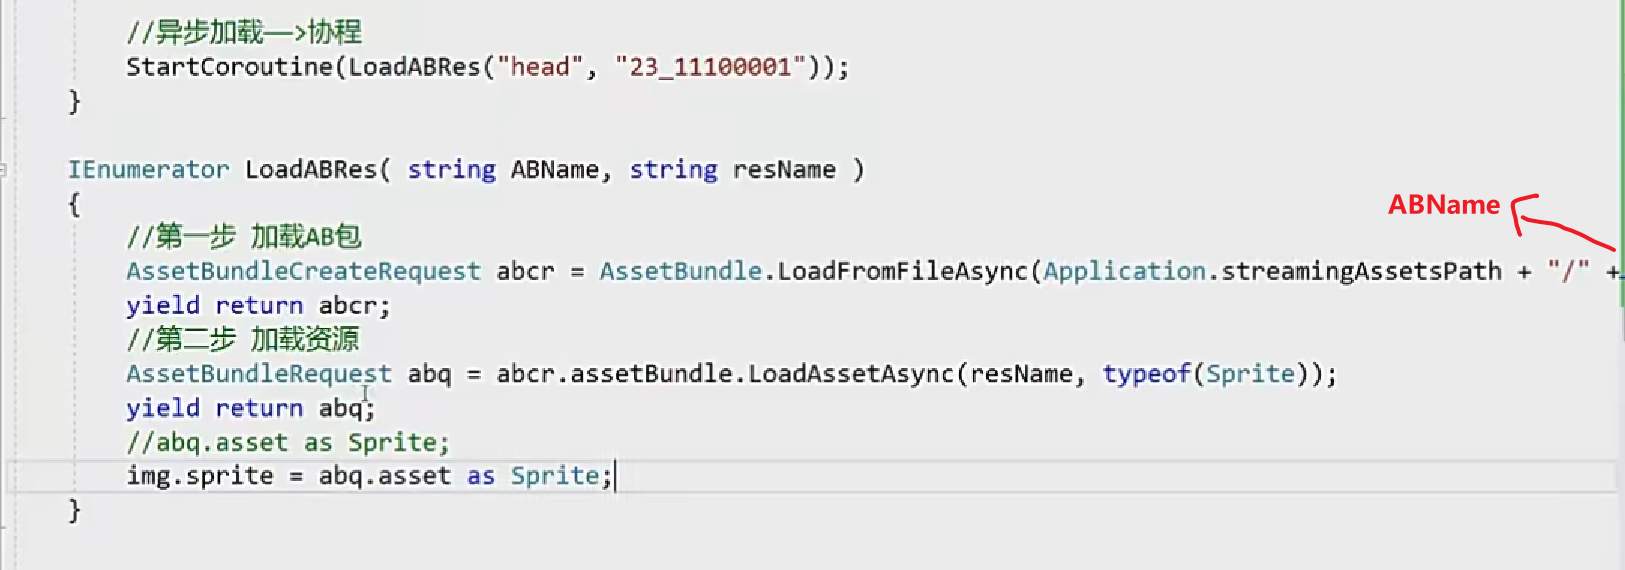 //异步加载—>协程
StartCoroutine(LoadABRes("head", "23_11100001"));
}
IEnumerator LoadABRes( string ABName, string resName )
{
ABName
//第一步 加载AB包
AssetBundleCreateRequest abcr = AssetBundle.LoadFromFileAsync(Application.streamingAssetsPath + "/" +
yield return abcr;
//第二步 加载资源
AssetBundleRequest abq = abcr.assetBundle.LoadAssetAsync(resName, typeof(Sprite));
yield return abq;
//abq.asset as Sprite;
img.sprite = abq.asset as Sprite;
}